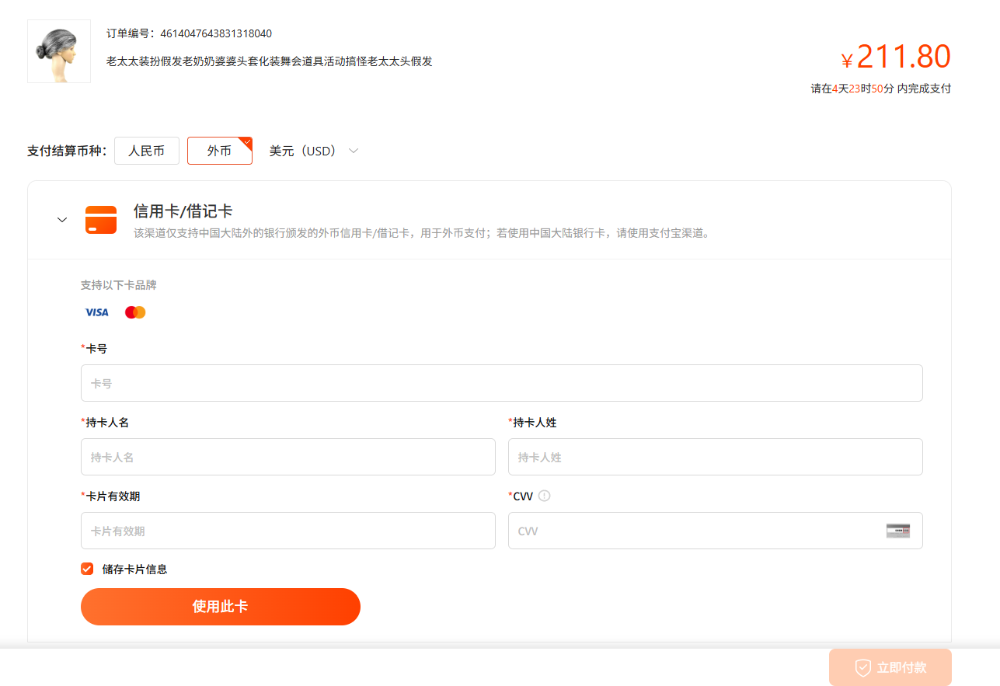 订单编号：4614047643831318040
老太太装扮假发老奶奶婆婆头套化装舞会道具活动搞怪老太太头假发
¥211.80
请在4天23时50分 内完成支付
支付结算币种： 人民币 外币 美元（USD）
信用卡/借记卡
该渠道仅支持中国大陆外的银行颁发的外币信用卡/借记卡，用于外币支付；若使用中国大陆银行卡，请使用支付宝渠道。
支持以下卡品牌
VISA
*卡号
卡号
*持卡人名 *持卡人姓
持卡人名 持卡人姓
*卡片有效期 *CVV
卡片有效期 CVV
储存卡片信息
使用此卡
立即付款